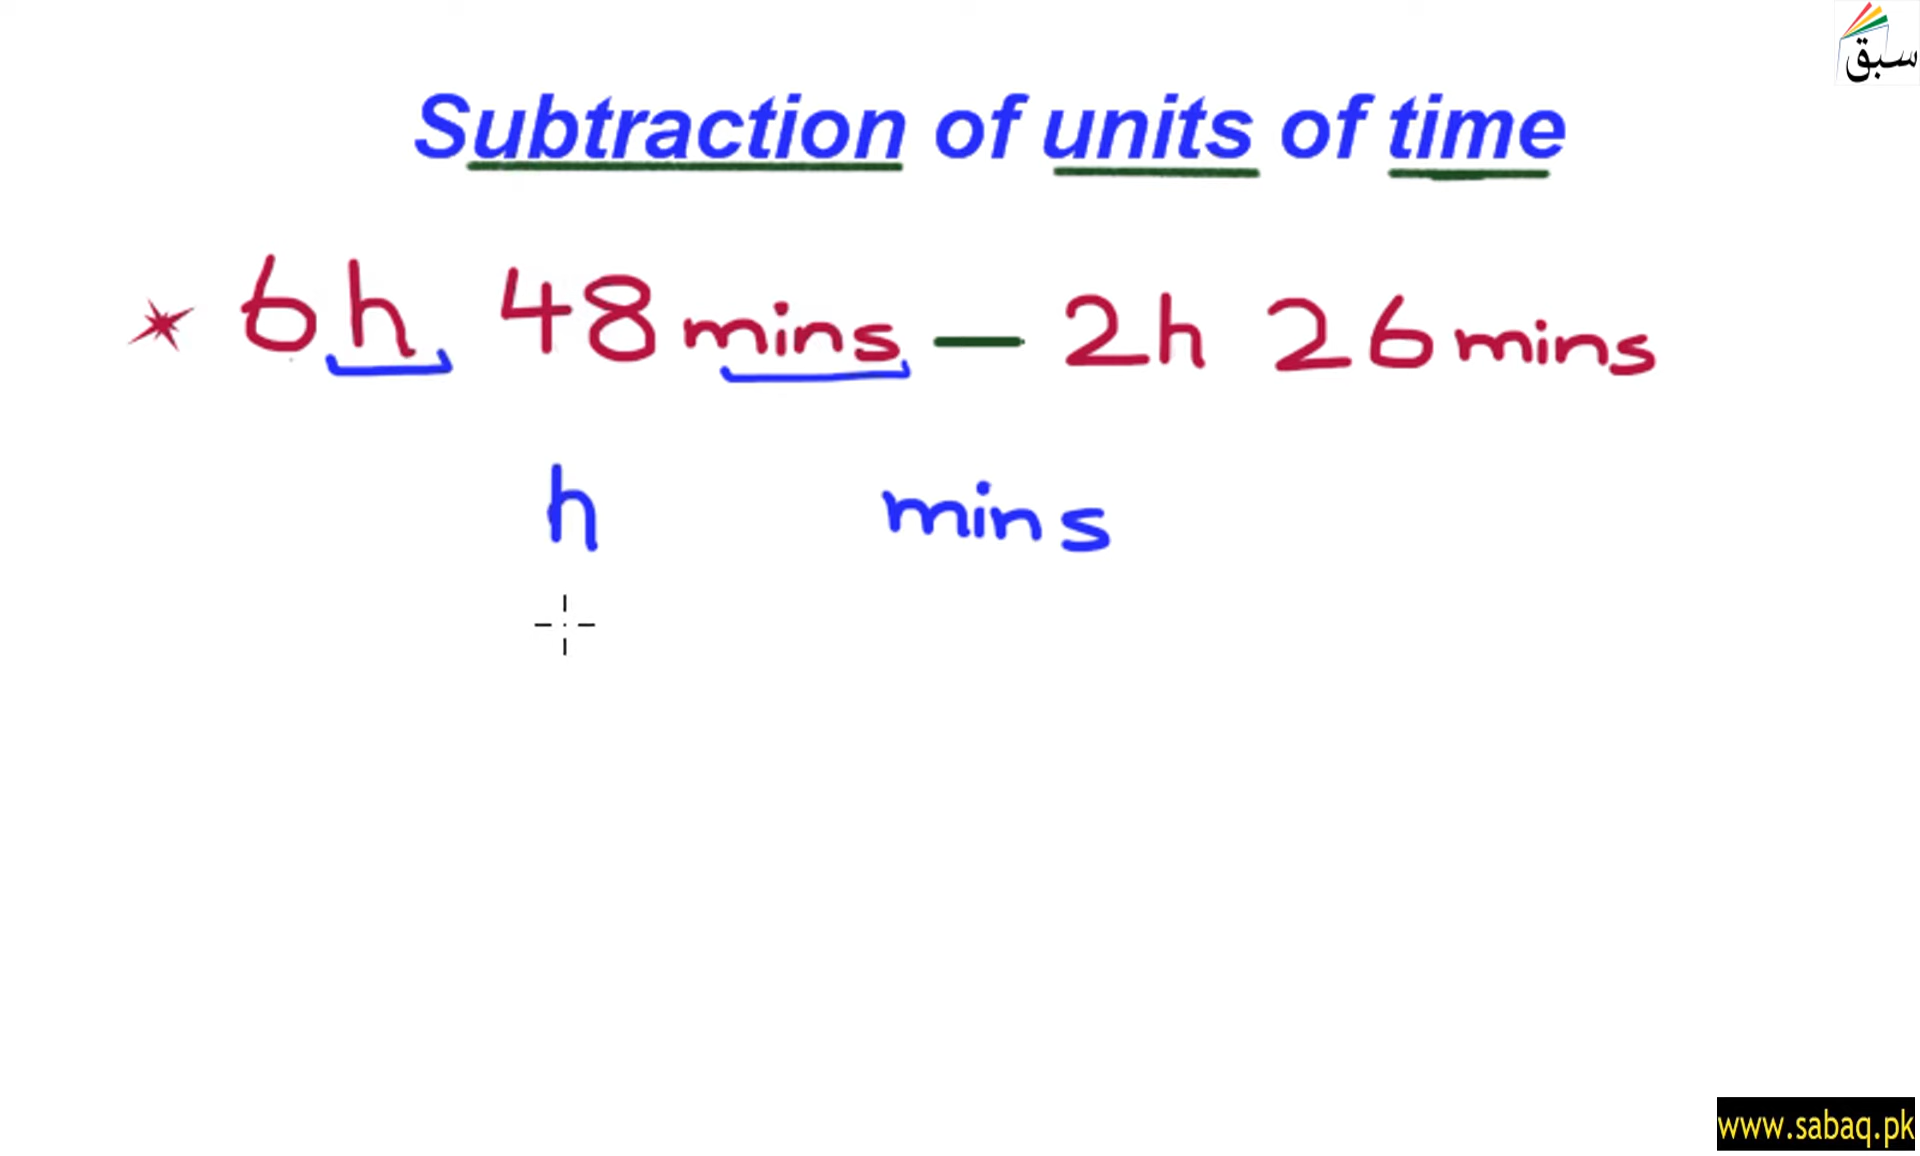 سبق
Subtraction of units of time
6h 48 mins — 2h 26 mins
h mins
www.sabaq.pk